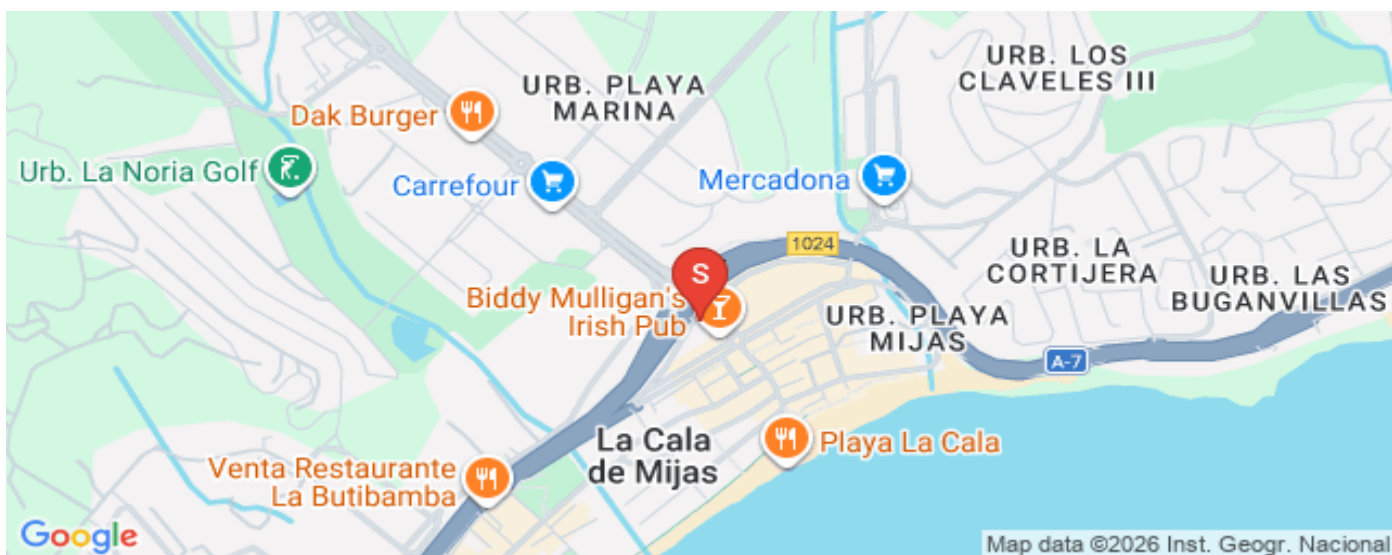 URB. LOS
CLAVELES III
URB. PLAYA
MARINA
Dak Burger
Urb. La Noria Golf
Carrefour
Mercadona
1024
URB. LA
CORTIJERA
URB. LAS
BUGANVILLAS
S
Biddy Mulligan's
Irish Pub
URB. PLAYA
MIJAS
A-7
La Cala
de Mijas
Playa La Cala
Venta Restaurante
La Butibamba
Google
Map data ©2026 Inst. Geogr. Nacional